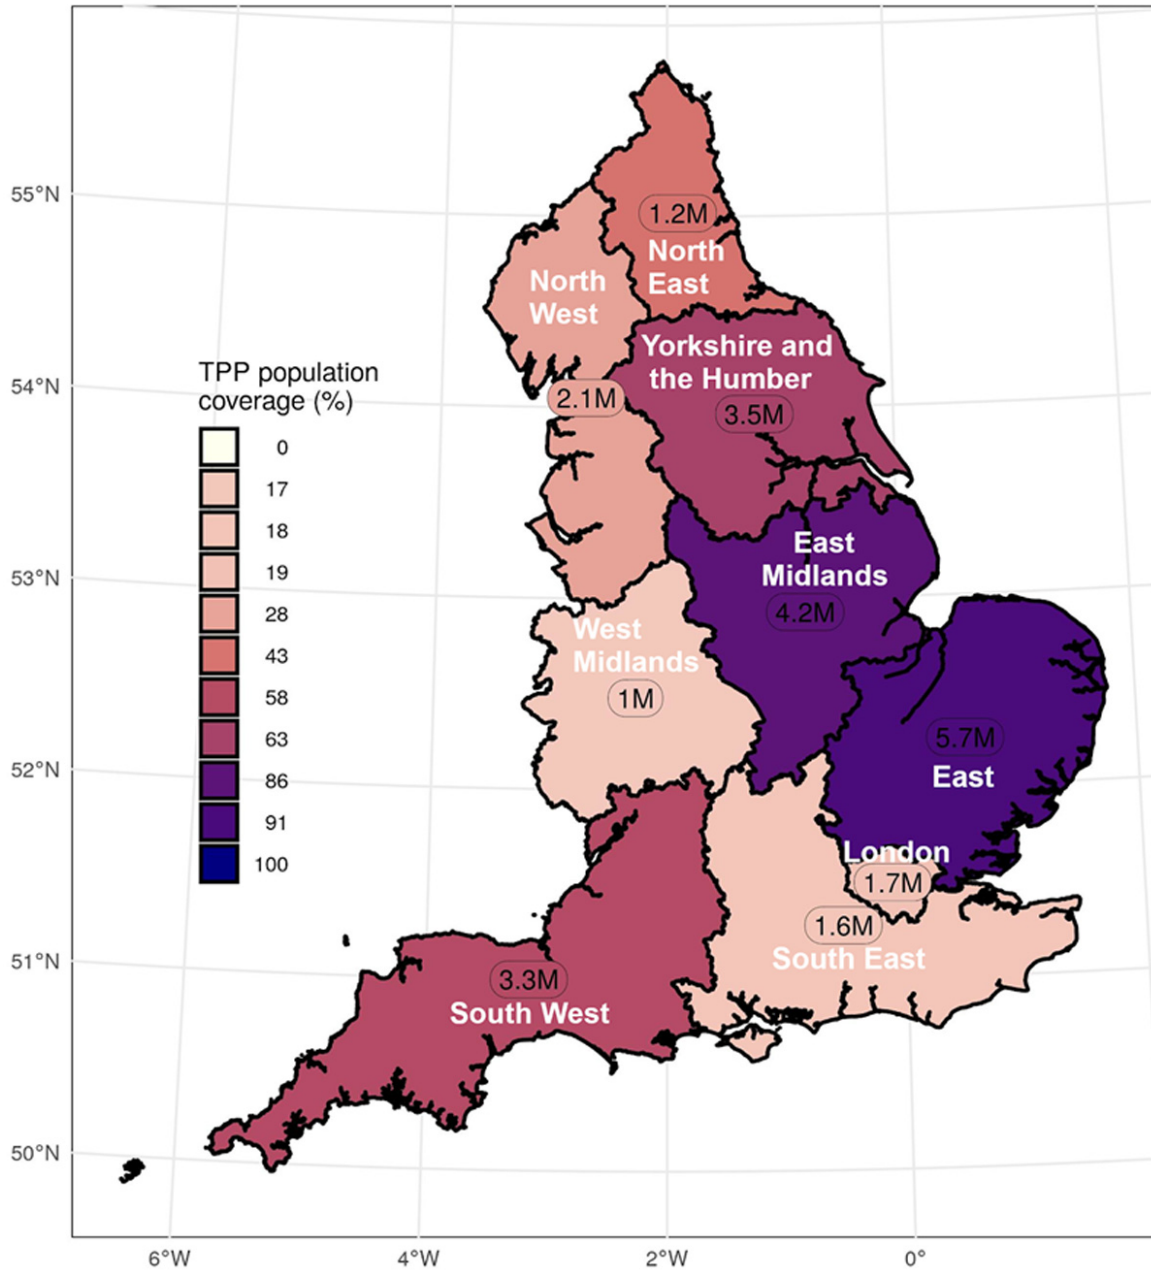 55°N
54°N
53°N
52°N
51°N
50°N
6°W
4°W
2°W
0°
TPP population
coverage (%)
0
17
18
19
28
43
58
63
86
91
100
1.2M
North
East
North
West
2.1M
Yorkshire and
the Humber
3.5M
East
Midlands
4.2M
West
Midlands
1M
5.7M
East
London
1.7M
1.6M
South East
3.3M
South West